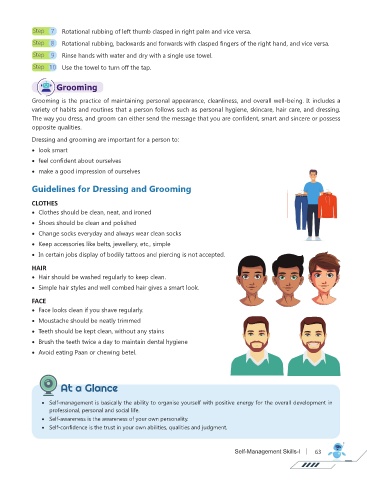 Step 7 Rotational rubbing of left thumb clasped in right palm and vice versa.
Step 8 Rotational rubbing, backwards and forwards with clasped fingers of the right hand, and vice versa.
Step 9 Rinse hands with water and dry with a single use towel.
Step 10 Use the towel to turn off the tap.
Grooming
Grooming is the practice of maintaining personal appearance, cleanliness, and overall well-being. It includes a
variety of habits and routines that a person follows such as personal hygiene, skincare, hair care, and dressing.
The way you dress, and groom can either send the message that you are confident, smart and sincere or possess
opposite qualities.
Dressing and grooming are important for a person to:
• look smart
• feel confident about ourselves
• make a good impression of ourselves
Guidelines for Dressing and Grooming
CLOTHES
• Clothes should be clean, neat, and ironed
• Shoes should be clean and polished
• Change socks everyday and always wear clean socks
• Keep accessories like belts, jewellery, etc., simple
• In certain jobs display of bodily tattoos and piercing is not accepted.
HAIR
• Hair should be washed regularly to keep clean.
• Simple hair styles and well combed hair gives a smart look.
FACE
• Face looks clean if you shave regularly.
• Moustache should be neatly trimmed
• Teeth should be kept clean, without any stains
• Brush the teeth twice a day to maintain dental hygiene
• Avoid eating Paan or chewing betel.
At a Glance
• Self-management is basically the ability to organise yourself with positive energy for the overall development in
professional, personal and social life
• Self-awareness is the awareness of your own personality.
• Self-confidence is the trust in your own abilities, qualities and judgment.
Self-Management Skills-I | 63